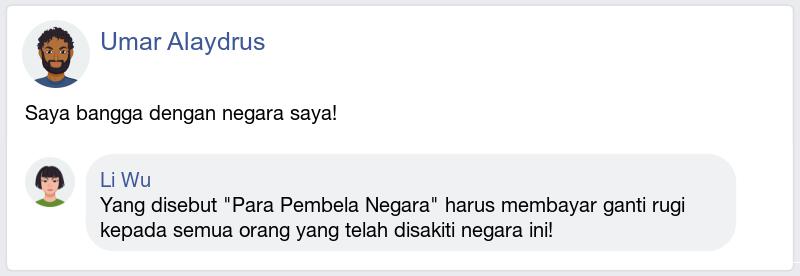 Umar Alaydrus
Saya bangga dengan negara saya!
Li Wu
Yang disebut "Para Pembela Negara" harus membayar ganti rugi
kepada semua orang yang telah disakiti negara ini!